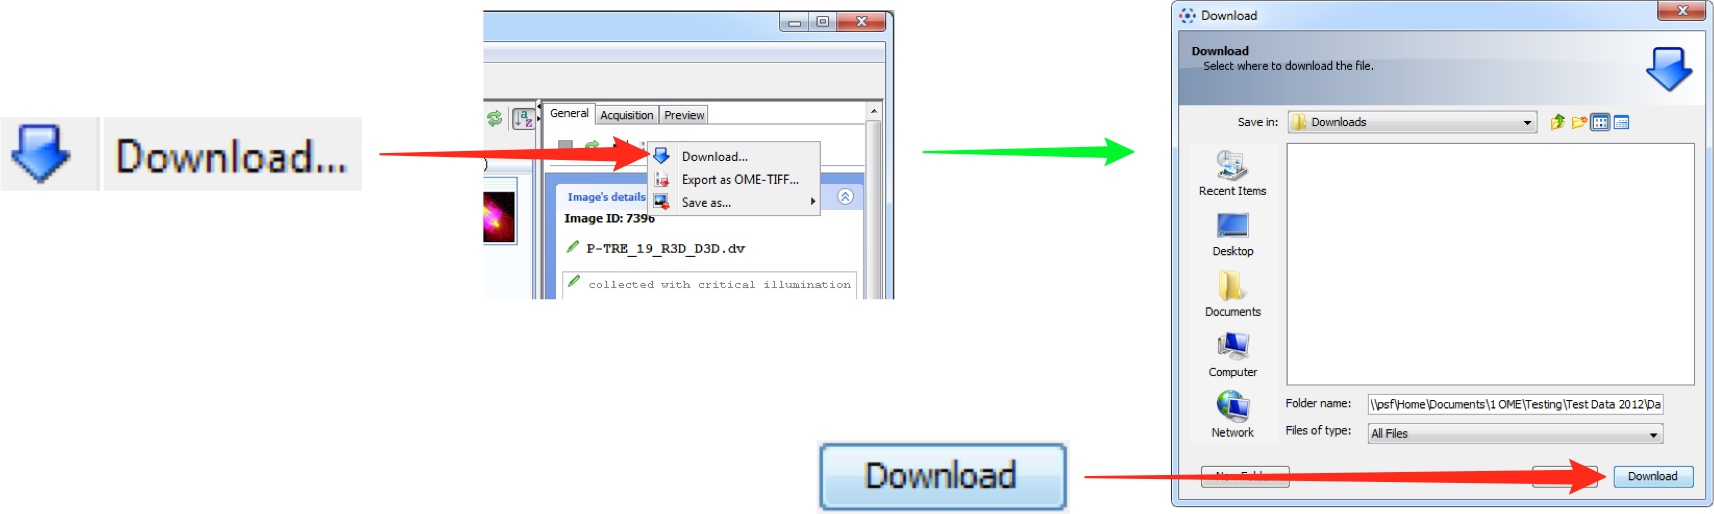 Download...
General
Acquisition
Preview
Download...
Export as OME-TIFF...
Save as...
Image's details
Image ID: 7396
P-TRE_19_R3D_D3D.dv
collected with critical illumination
Download
Download
Select where to download the file.
Save in:
Downloads
Recent Items
Desktop
Documents
Computer
Network
Folder name:
\\psf\Home\Documents\1 OME\Testing\Test Data 2012\Da
Files of type:
All Files
Download
Download